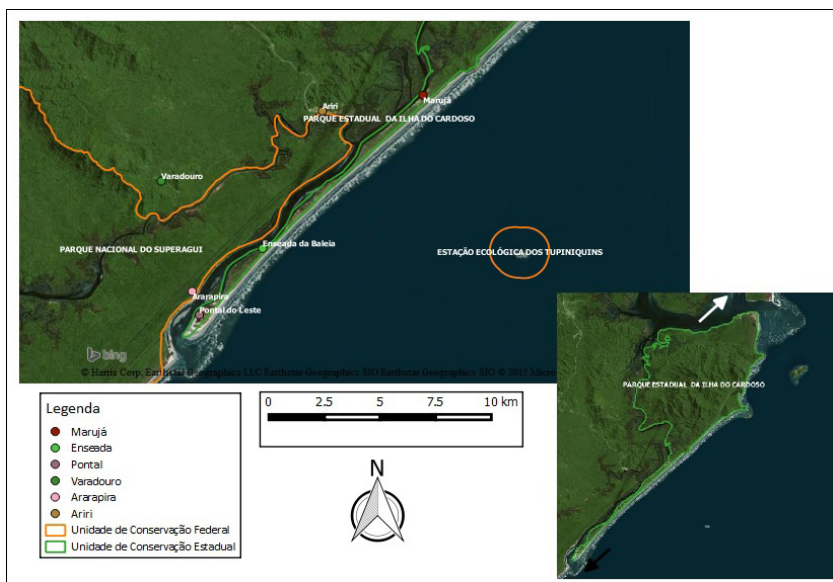 Ariri
Marujá
PARQUE ESTADUAL DA ILHA DO CARDOSO
Varadouro
PARQUE NACIONAL DO SUPERAGUI
Enseada da Baleia
ESTAÇÃO ECOLÓGICA DOS TUPINIQUINS
Ararapira
Pontal do Leste
bing
© Harris Corp, Earthstar Geographics LLC Earthstar Geographics SIO Earthstar Geographics SIO © 2015 Micro
PARQUE ESTADUAL DA ILHA DO CARDOSO
Legenda
Marujá
Enseada
Pontal
Varadouro
Ararapira
Ariri
Unidade de Conservação Federal
Unidade de Conservação Estadual
0 2.5 5 7.5 10 km
N